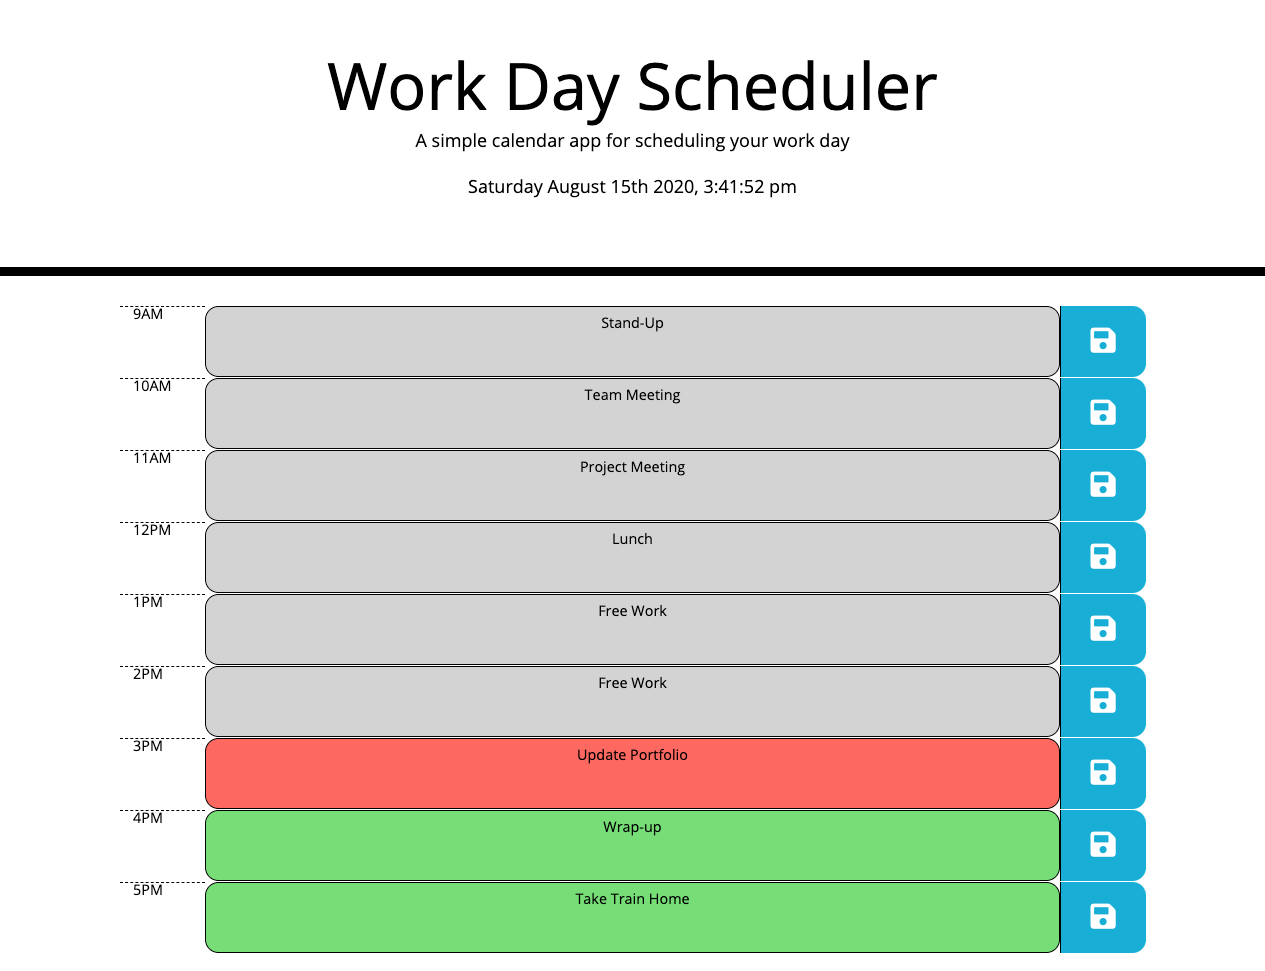 Work Day Scheduler
A simple calendar app for scheduling your work day
Saturday August 15th 2020, 3:41:52 pm
9AM Stand-Up
10AM Team Meeting
11AM Project Meeting
12PM Lunch
1PM Free Work
2PM Free Work
3PM Update Portfolio
4PM Wrap-up
5PM Take Train Home